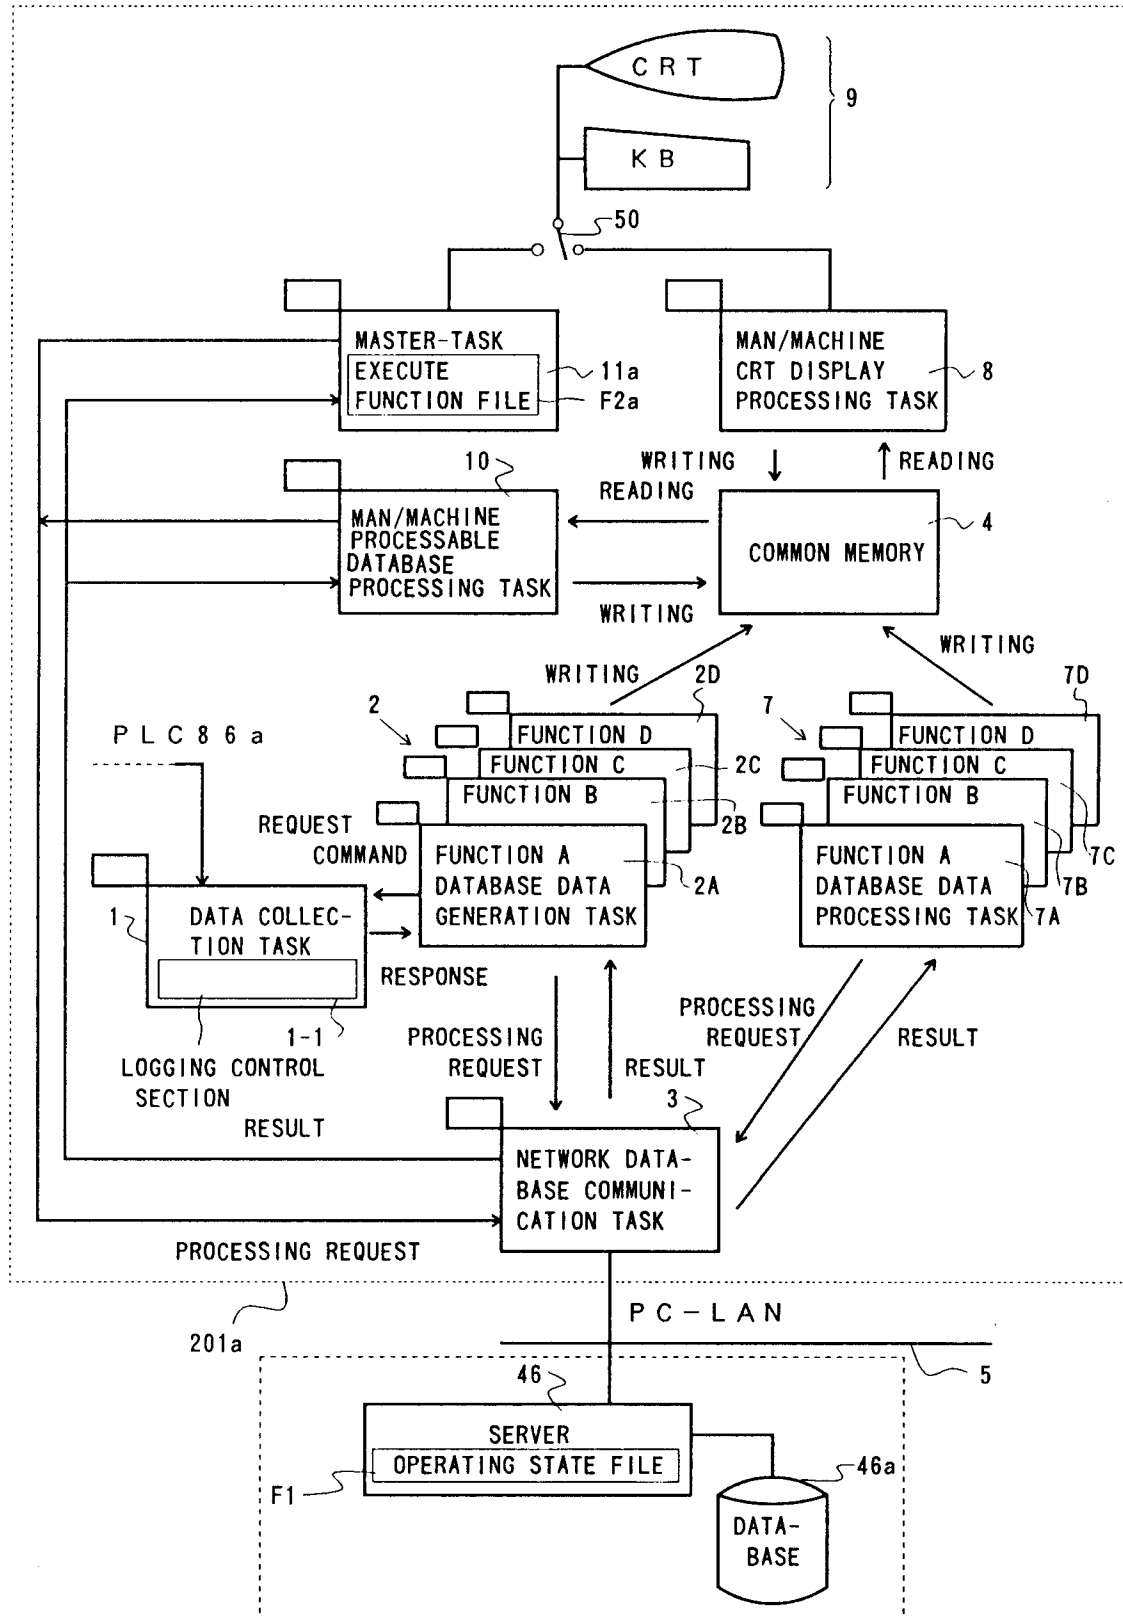 CRT
9
KB
50
MASTER-TASK
EXECUTE
FUNCTION FILE
11a
F2a
MAN/MACHINE
CRT DISPLAY
PROCESSING TASK
8
10
WRITING
READING
READING
MAN/MACHINE
PROCESSABLE
DATABASE
PROCESSING TASK
COMMON MEMORY
4
WRITING
WRITING
WRITING
2D
7D
2
7
PLC86a
FUNCTION D
FUNCTION D
FUNCTION C
2C
FUNCTION C
FUNCTION B
2B
FUNCTION B
7C
REQUEST
COMMAND
FUNCTION A
DATABASE DATA
GENERATION TASK
2A
FUNCTION A
DATABASE DATA
PROCESSING TASK
7B
7A
1
DATA COLLEC-
TION TASK
RESPONSE
1-1
LOGGING CONTROL
SECTION
PROCESSING
REQUEST
RESULT
PROCESSING
REQUEST
RESULT
3
RESULT
NETWORK DATA-
BASE COMMUNI-
CATION TASK
PROCESSING REQUEST
PC-LAN
201a
5
46
SERVER
OPERATING STATE FILE
F1
46a
DATA-
BASE